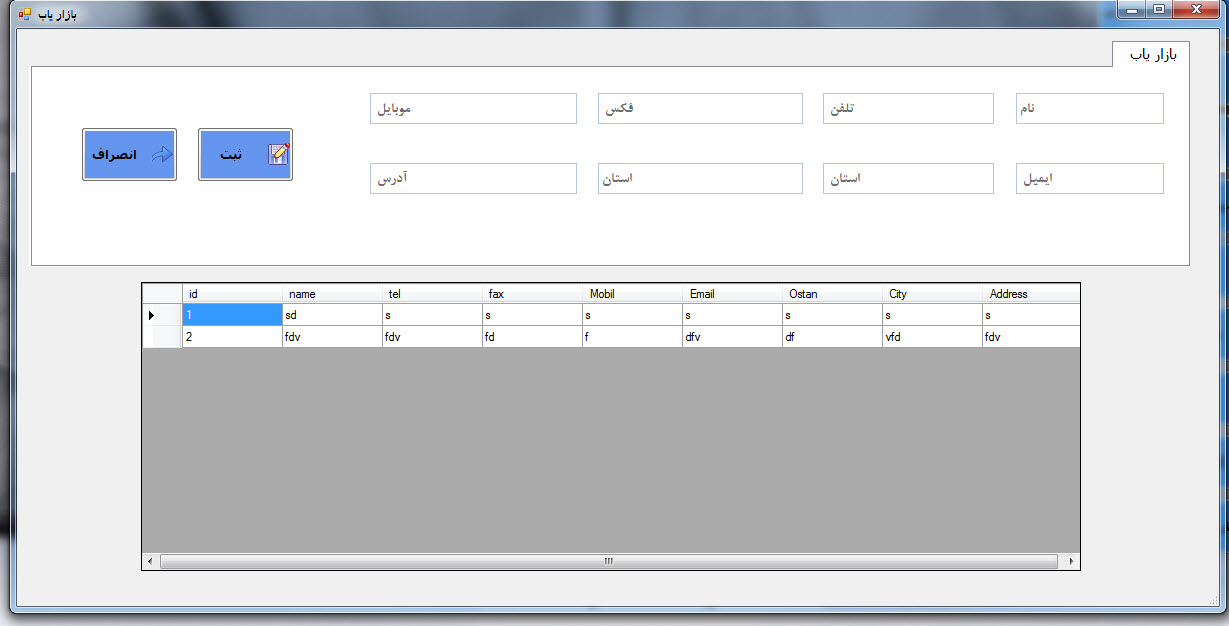 بازار یاب
بازار یاب
نام تلفن فکس موبایل
ایمیل استان استان آدرس
ثبت انصراف
id name tel fax Mobil Email Ostan City Address
1 sd s s s s s s s
2 fdv fdv fd f dfv df vfd fdv